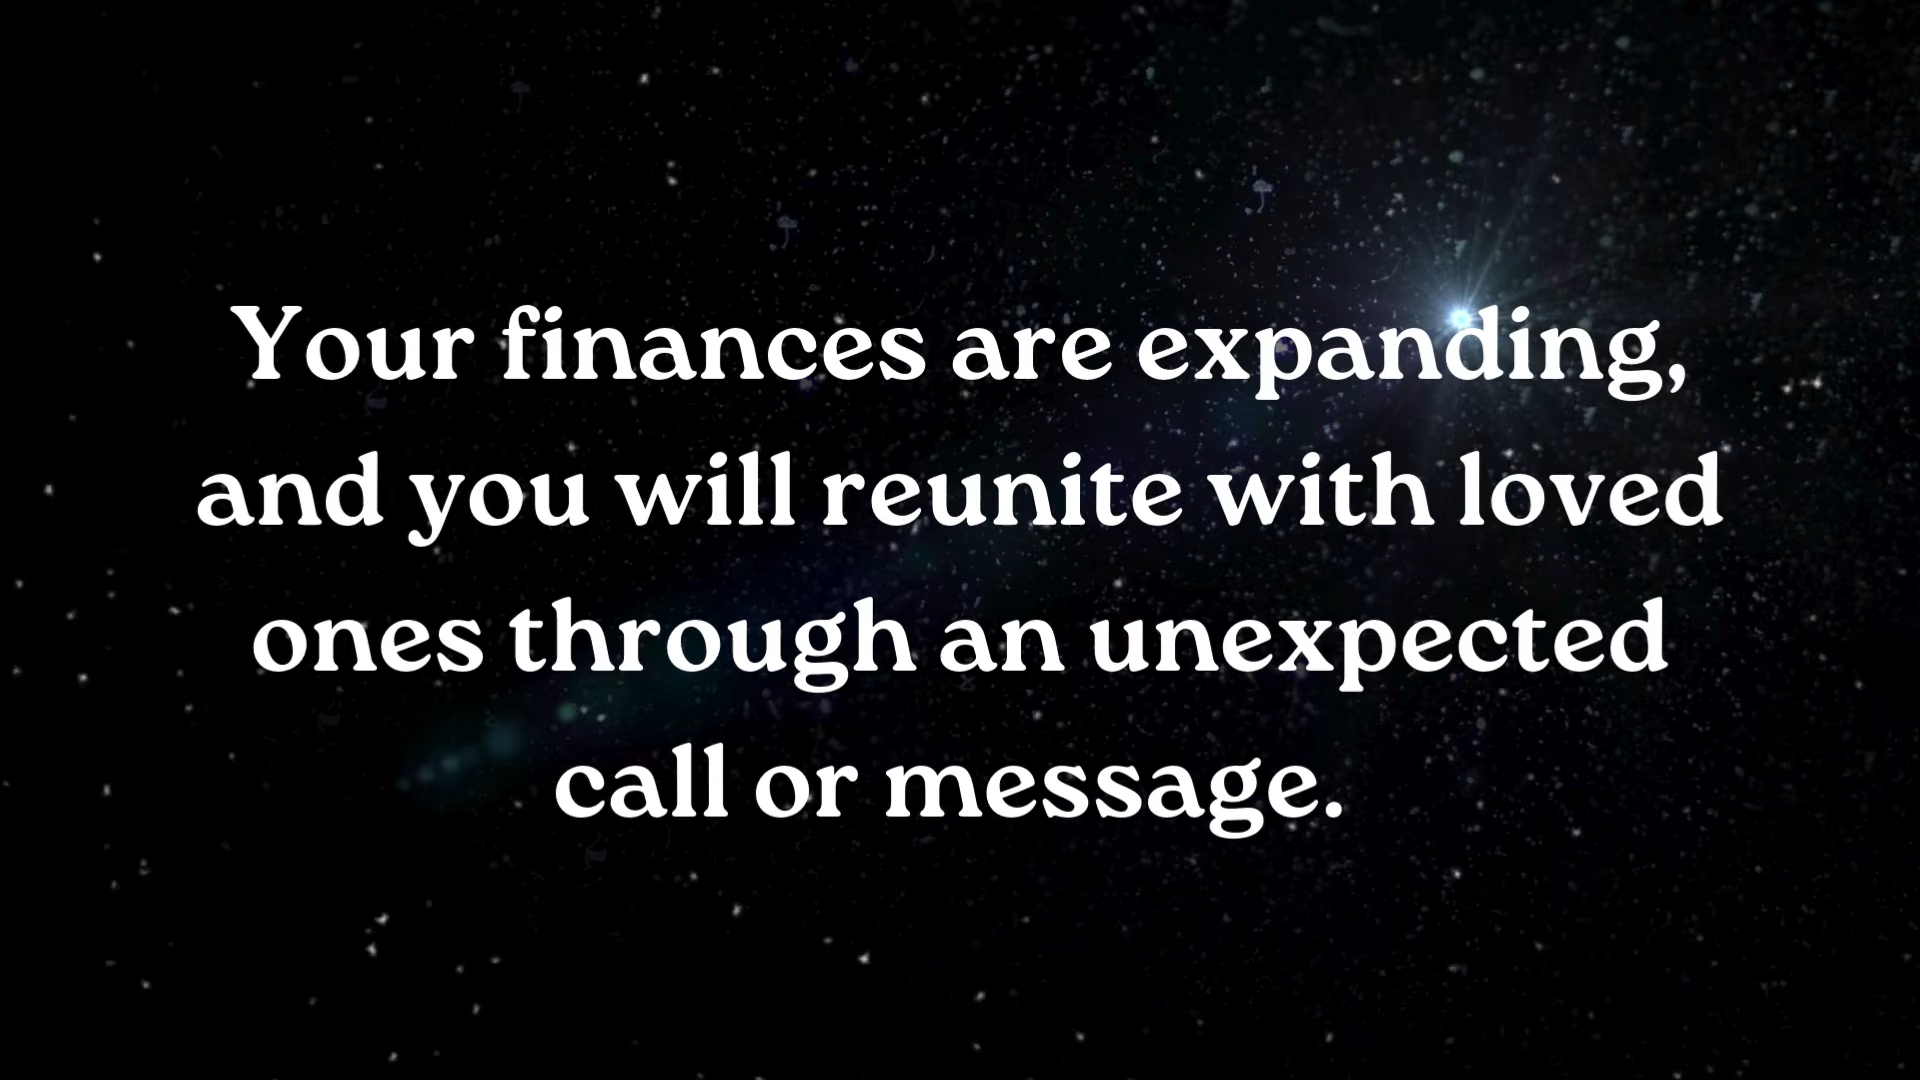 Your finances are expanding,
and you will reunite with loved
ones through an unexpected
call or message.